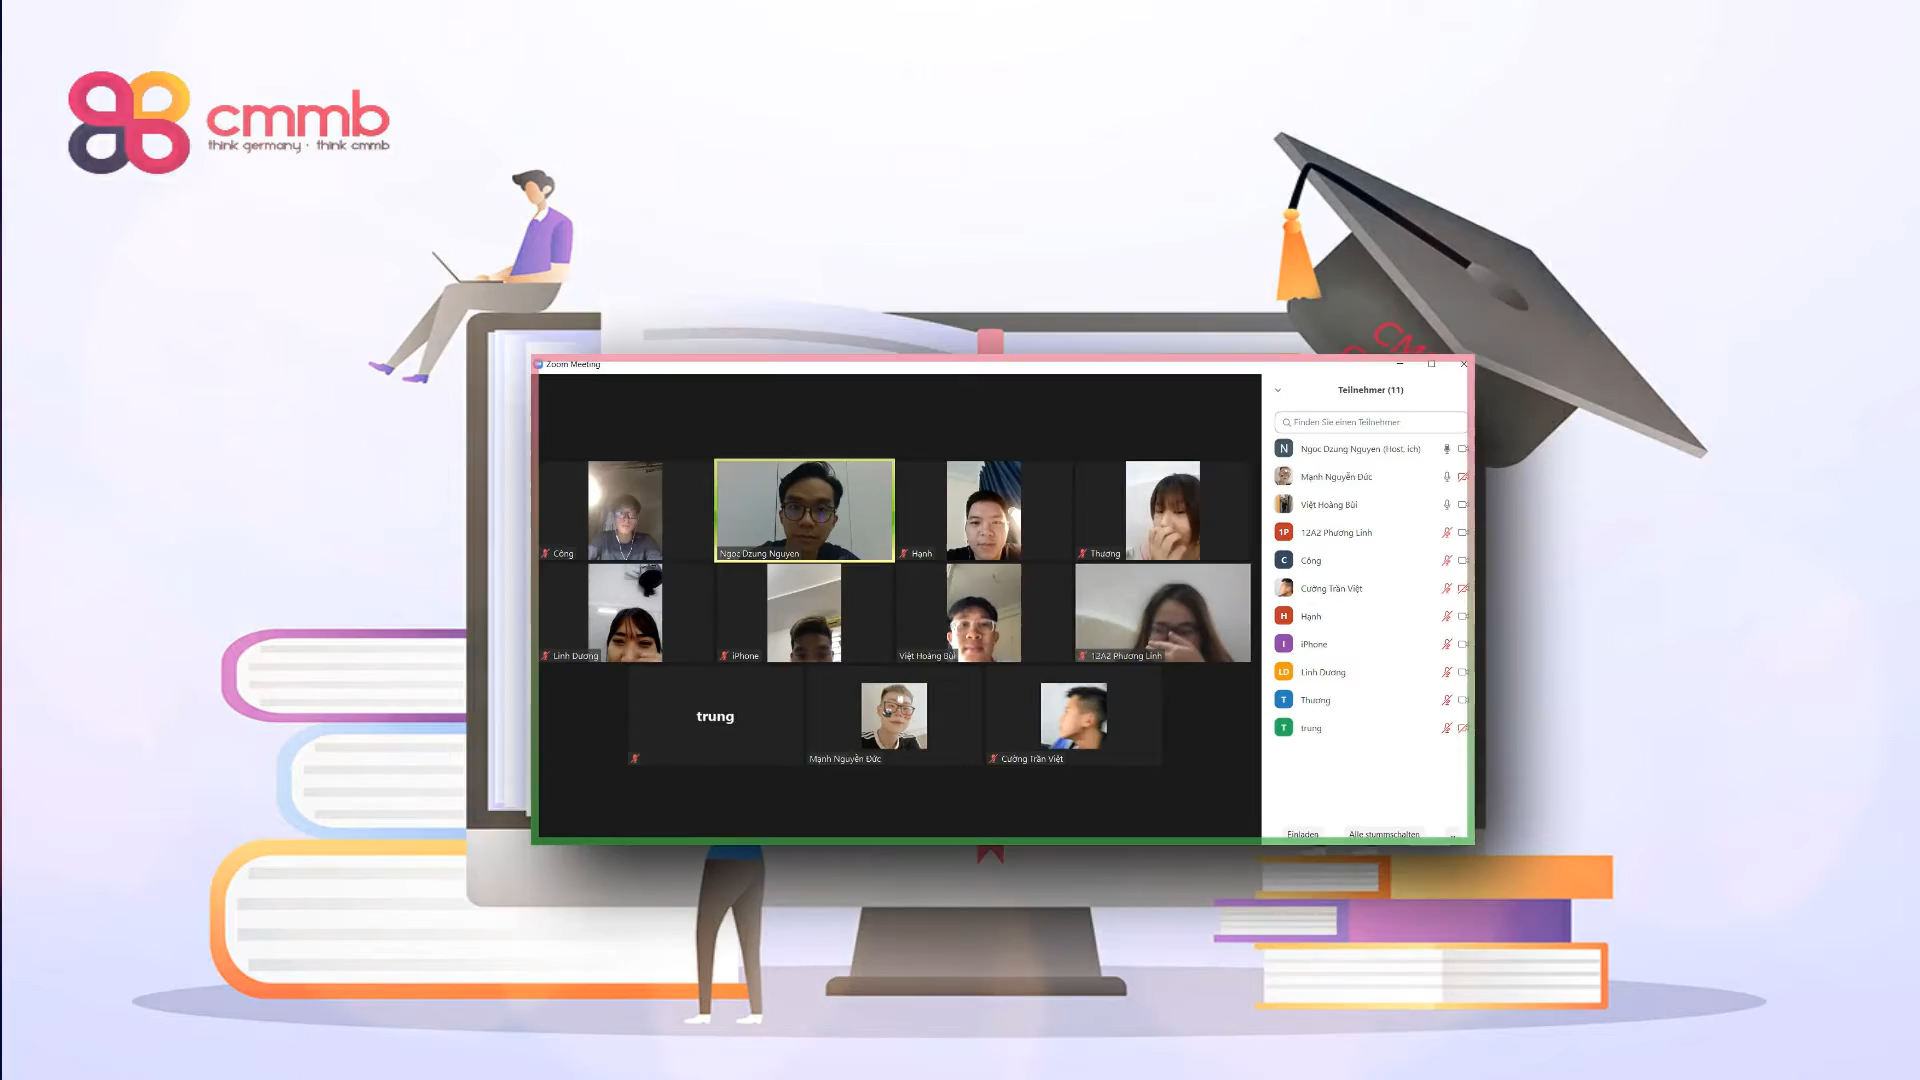 cmmb
think germany · think cmmb
CM
Zoom Meeting
Teilnehmer (11)
Finden Sie einen Teilnehmer
N Ngoc Dzung Nguyen (Host, ich)
Mạnh Nguyễn Đức
Việt Hoàng Bùi
1P 12A2 Phương Linh
C Công
Cường Trần Việt
H Hạnh
I iPhone
LD Linh Dương
T Thương
T trung
Einladen
Alle stummschalten
Công
Ngoc Dzung Nguyen
Hạnh
Thương
Linh Dương
iPhone
Việt Hoàng Bùi
12A2 Phương Linh
trung
Mạnh Nguyễn Đức
Cường Trần Việt